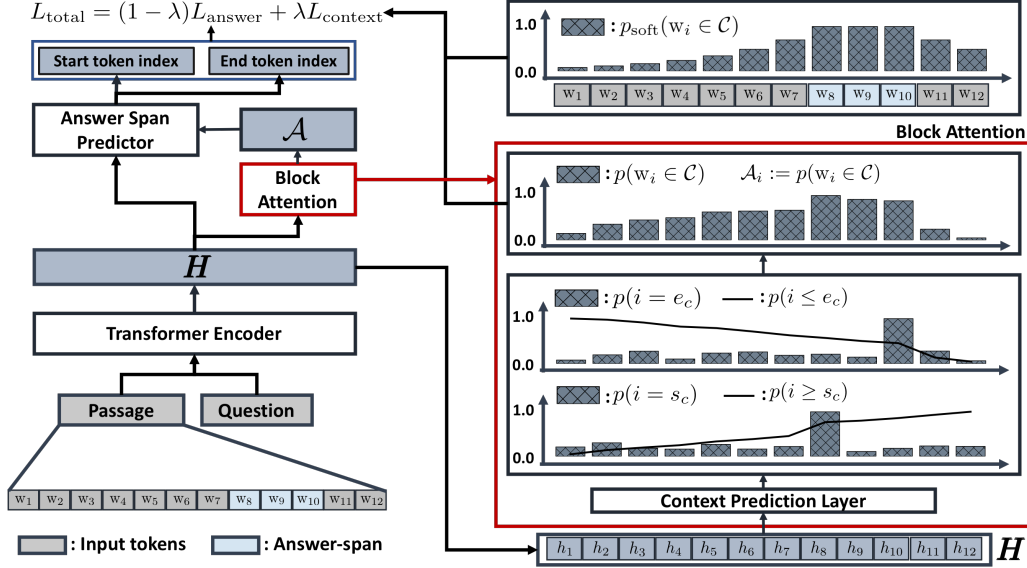 L_total = (1 − λ)L_answer + λL_context
Start token index
End token index
Answer Span
Predictor
𝒜
Block
Attention
H
Transformer Encoder
Passage
Question
w1 w2 w3 w4 w5 w6 w7 w8 w9 w10 w11 w12
: Input tokens
: Answer-span
1.0
: p_soft(w_i ∈ 𝒞)
0.0
w1 w2 w3 w4 w5 w6 w7 w8 w9 w10 w11 w12
Block Attention
: p(w_i ∈ 𝒞) 𝒜_i := p(w_i ∈ 𝒞)
1.0
0.0
: p(i = e_c) : p(i ≤ e_c)
1.0
0.0
: p(i = s_c) : p(i ≥ s_c)
1.0
0.0
Context Prediction Layer
h1 h2 h3 h4 h5 h6 h7 h8 h9 h10 h11 h12
H